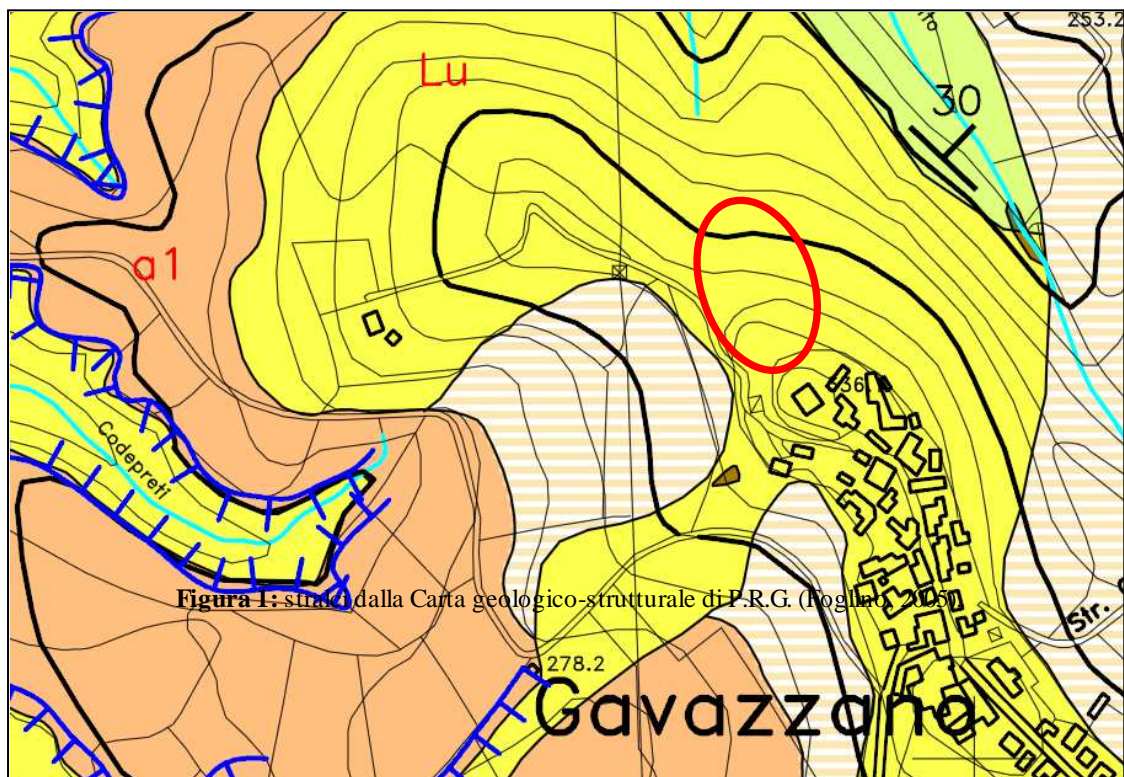 253.2
Lu
30
a1
Codepreti
Figura 1: stralci dalla Carta geologico-strutturale di P.R.G. (Foglino, 2005)
Str.
278.2
Gavazzana